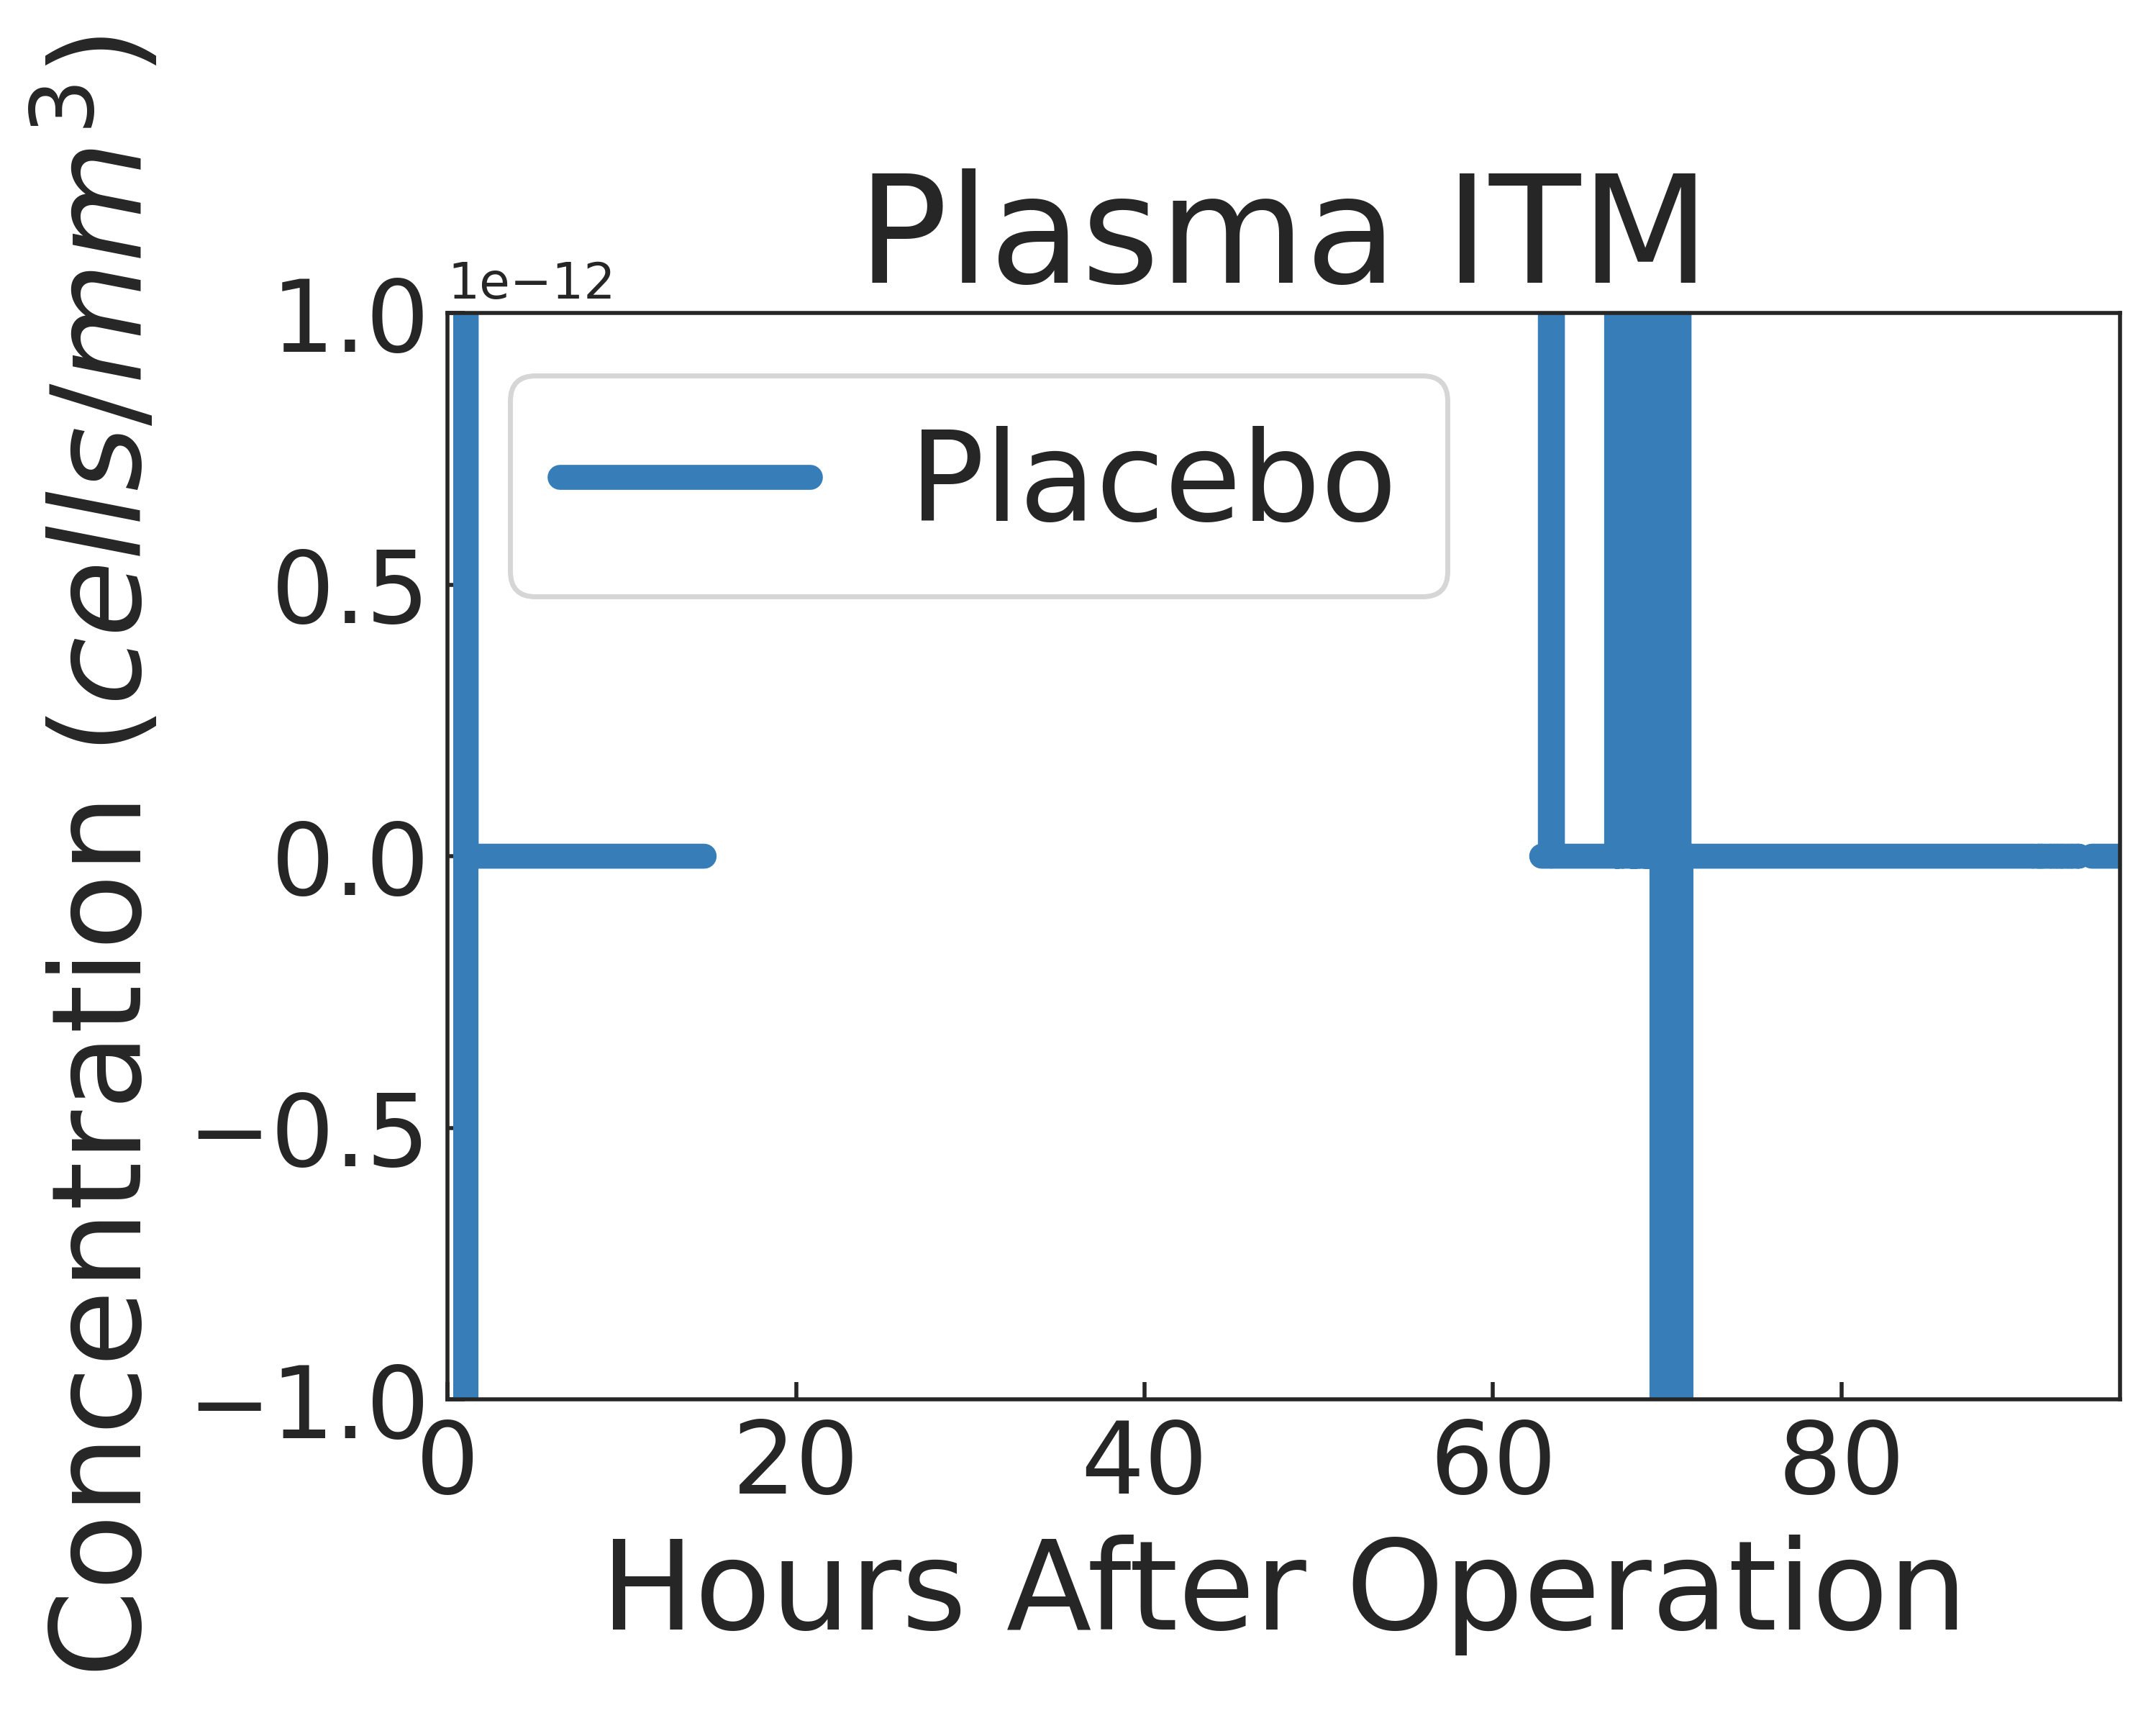 Plasma ITM
1e−12
Concentration (cells/mm³)
1.0
0.5
0.0
−0.5
−1.0
Placebo
0 20 40 60 80
Hours After Operation